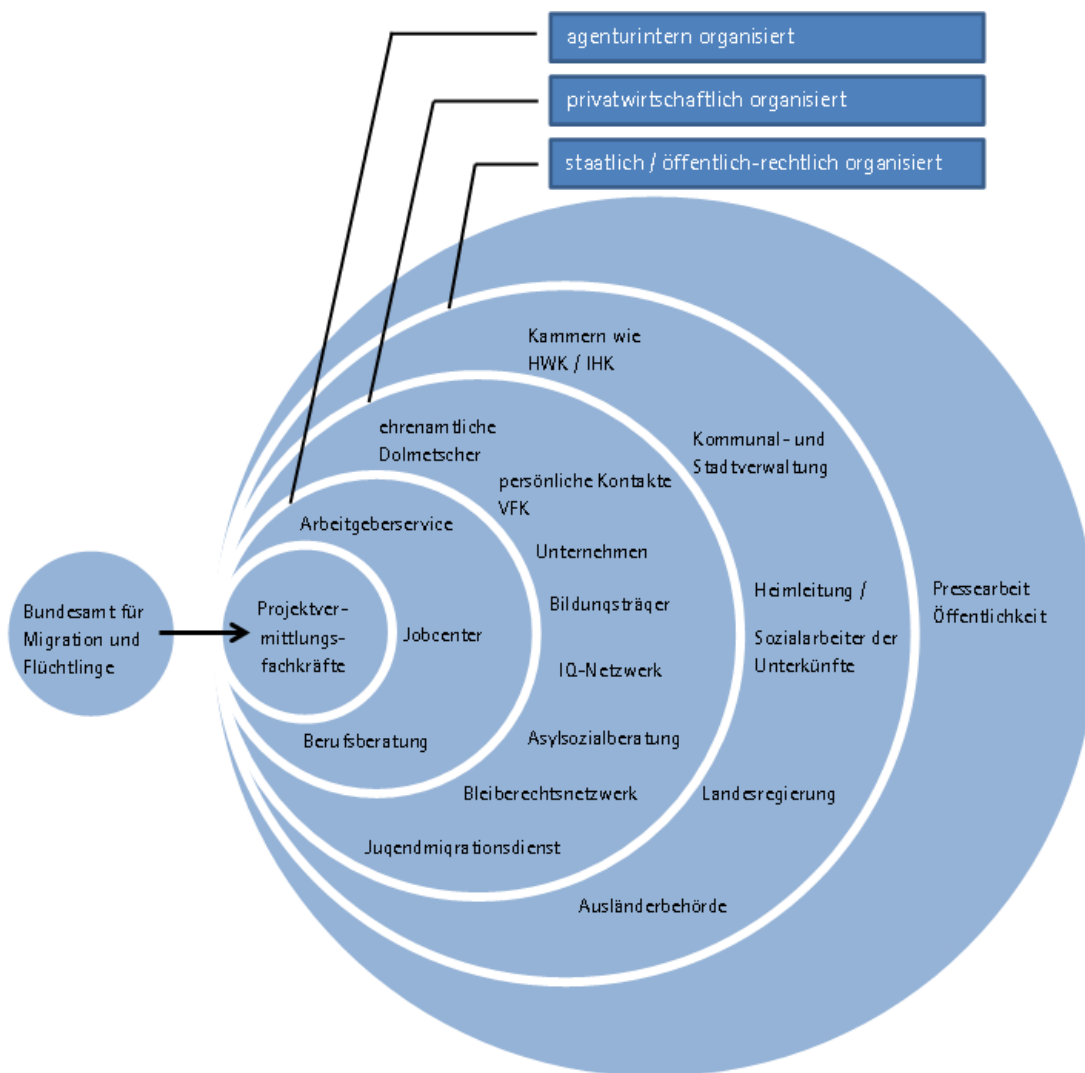 agenturintern organisiert
privatwirtschaftlich organisiert
staatlich / öffentlich-rechtlich organisiert
Kammern wie
HWK / IHK
ehrenamtliche
Dolmetscher
Kommunal- und
Stadtverwaltung
persönliche Kontakte
VFK
Arbeitgeberservice
Unternehmen
Bundesamt für
Migration und
Flüchtlinge
Projektver-
mittlungs-
fachkräfte
Jobcenter
Bildungsträger
Heimleitung /
Sozialarbeiter der
Unterkünfte
Pressearbeit
Öffentlichkeit
IQ-Netzwerk
Berufsberatung
Asylsozialberatung
Bleiberechtsnetzwerk
Landesregierung
Jugendmigrationsdienst
Ausländerbehörde